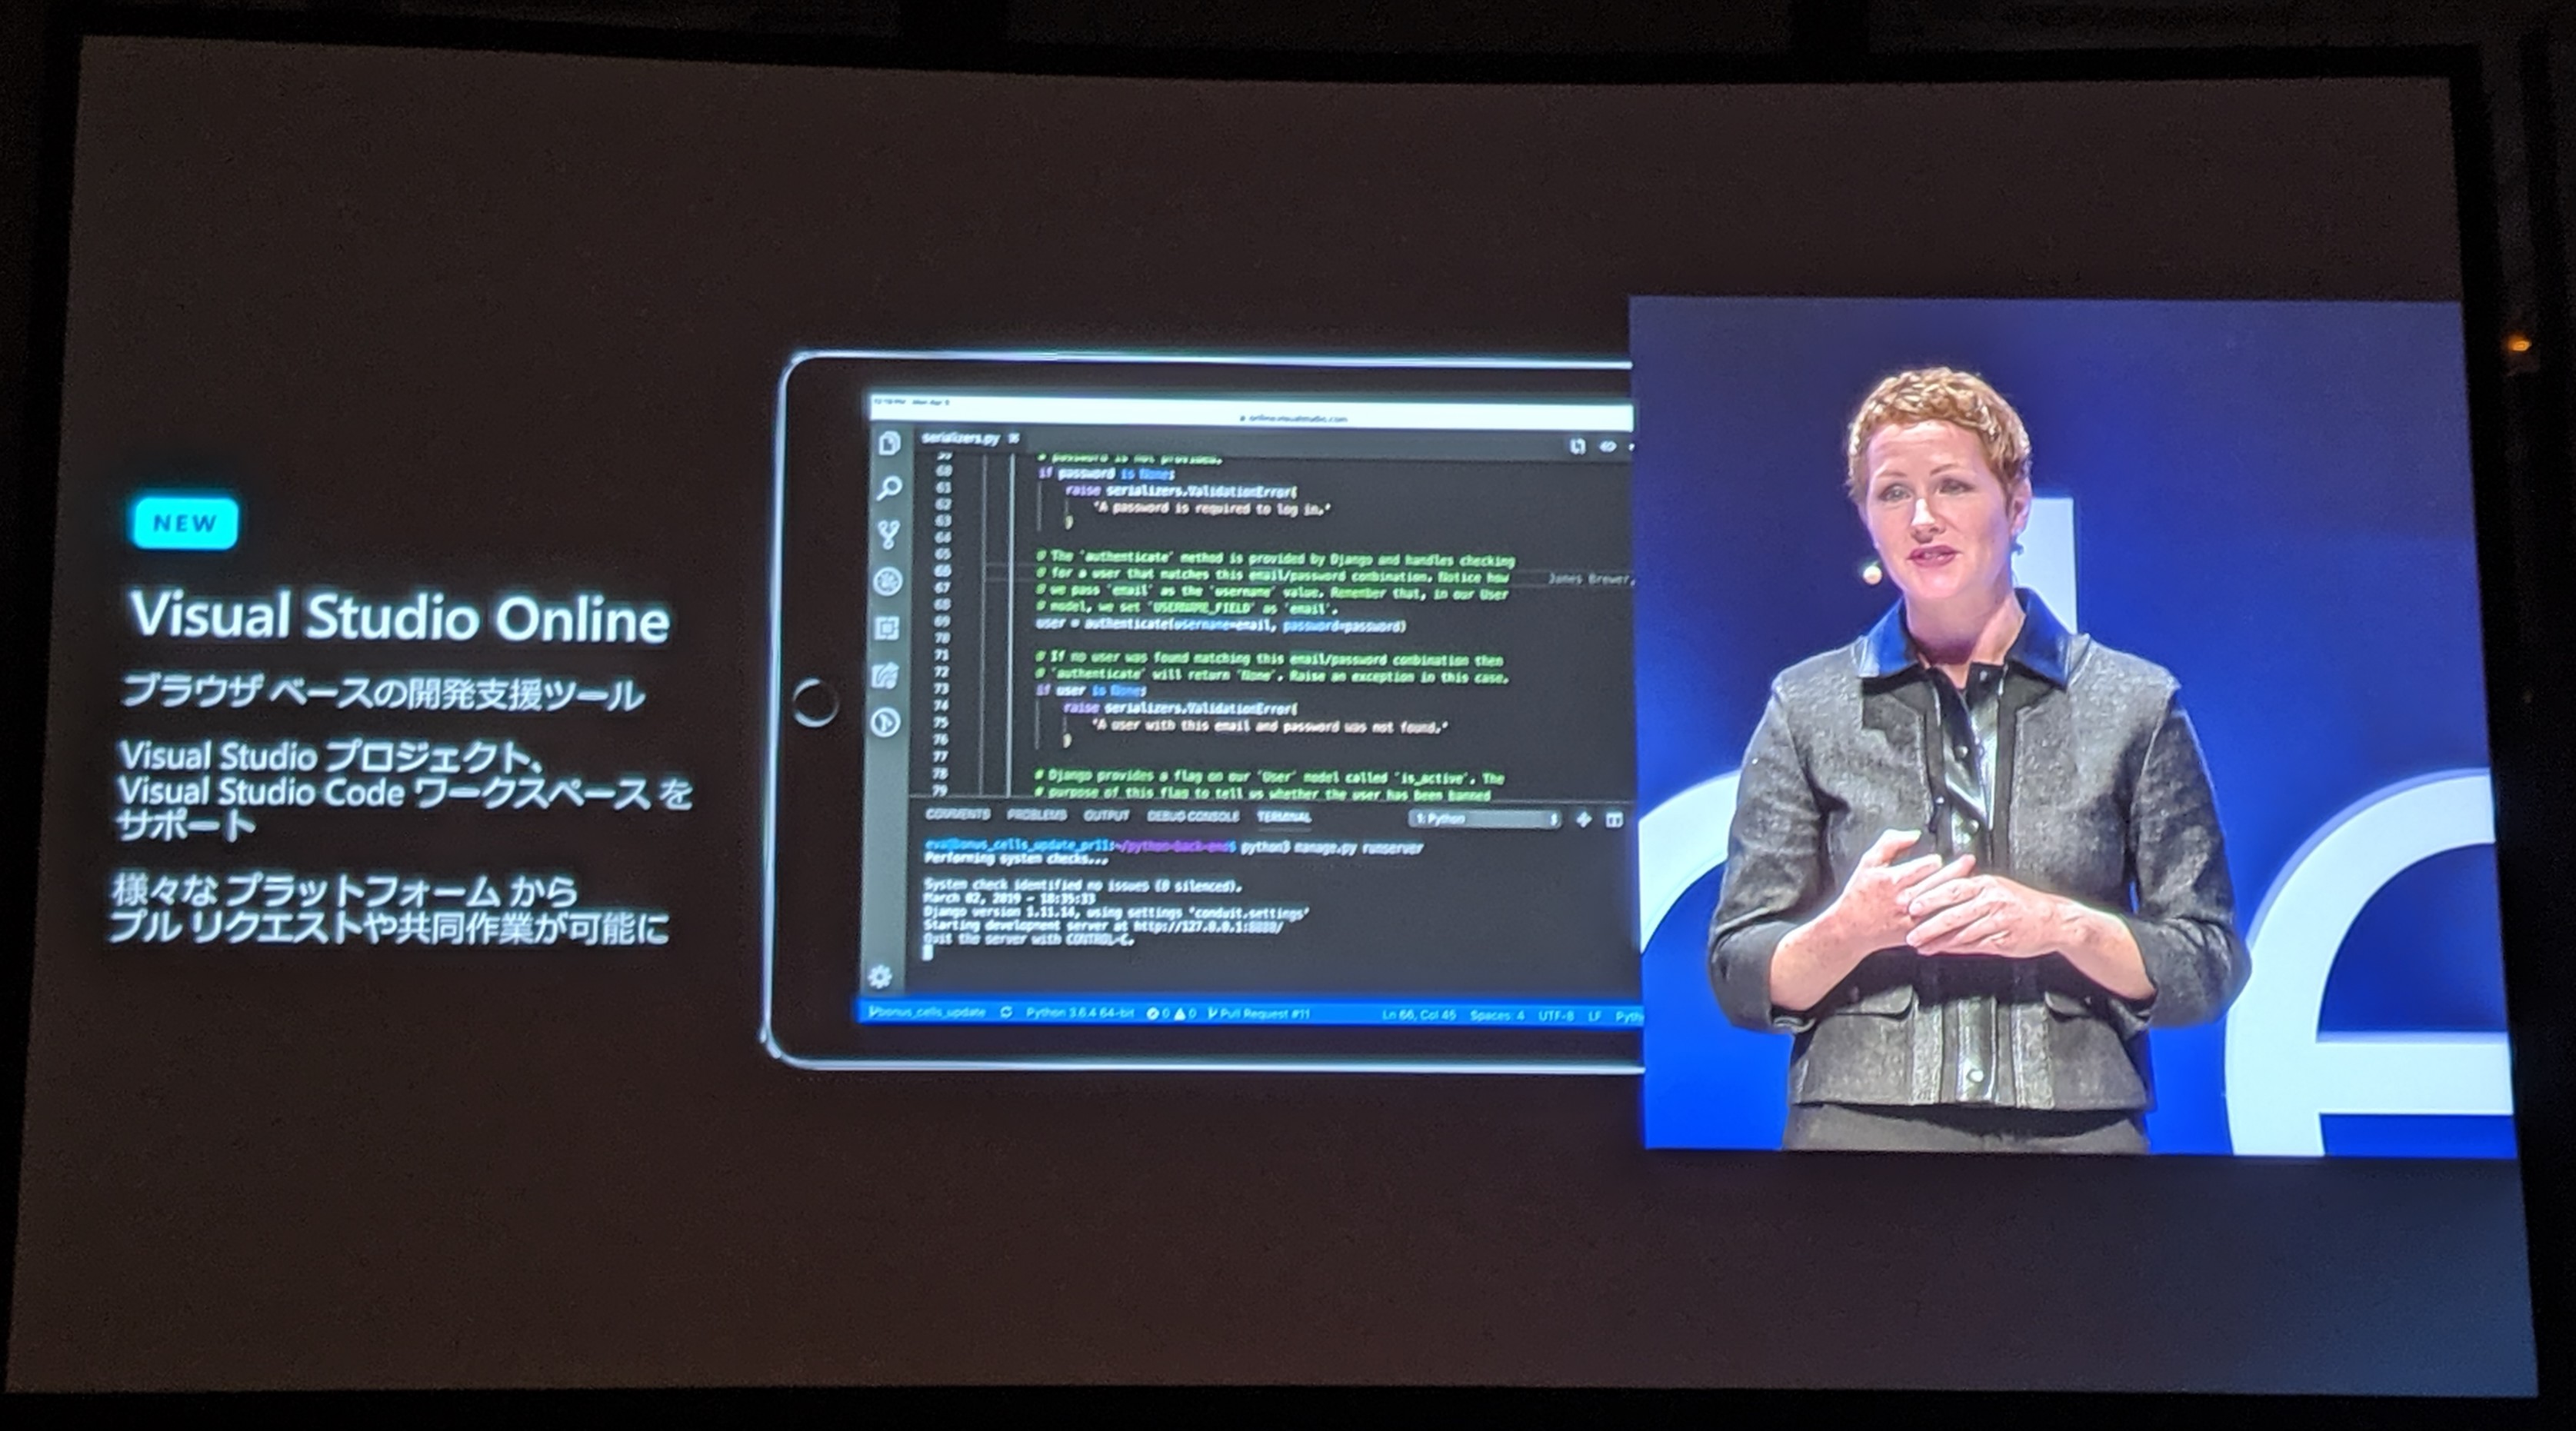 NEW
Visual Studio Online
ブラウザ ベースの開発支援ツール
Visual Studio プロジェクト、
Visual Studio Code ワークスペース を
サポート
様々な プラットフォーム から
プル リクエストや共同作業が可能に
online.visualstudio.com
serializers.py
59 # password is not provided.
60 if password is None:
61 raise serializers.ValidationError(
62 'A password is required to log in.'
63 )
64
65 # The `authenticate` method is provided by Django and handles checking
66 # for a user that matches this email/password combination. Notice how James Brewer,
67 # we pass `email` as the `username` value. Remember that, in our User
68 # model, we set `USERNAME_FIELD` as `email`.
69 user = authenticate(username=email, password=password)
70
71 # If no user was found matching this email/password combination then
72 # `authenticate` will return `None`. Raise an exception in this case.
73 if user is None:
74 raise serializers.ValidationError(
75 'A user with this email and password was not found.'
76 )
77
78 # Django provides a flag on our `User` model called `is_active`. The
79 # purpose of this flag to tell us whether the user has been banned
COMMENTS PROBLEMS OUTPUT DEBUG CONSOLE TERMINAL 1: Python
eva@bonus_cells_update_pr11:~/python-back-end$ python3 manage.py runserver
Performing system checks...
System check identified no issues (0 silenced).
March 02, 2019 - 18:35:33
Django version 1.11.14, using settings 'conduit.settings'
Starting development server at http://127.0.0.1:8080/
Quit the server with CONTROL-C.
bonus_cells_update Python 3.6.4 64-bit 0 0 Pull Request #11 Ln 66, Col 45 Spaces: 4 UTF-8 LF Pyth
e